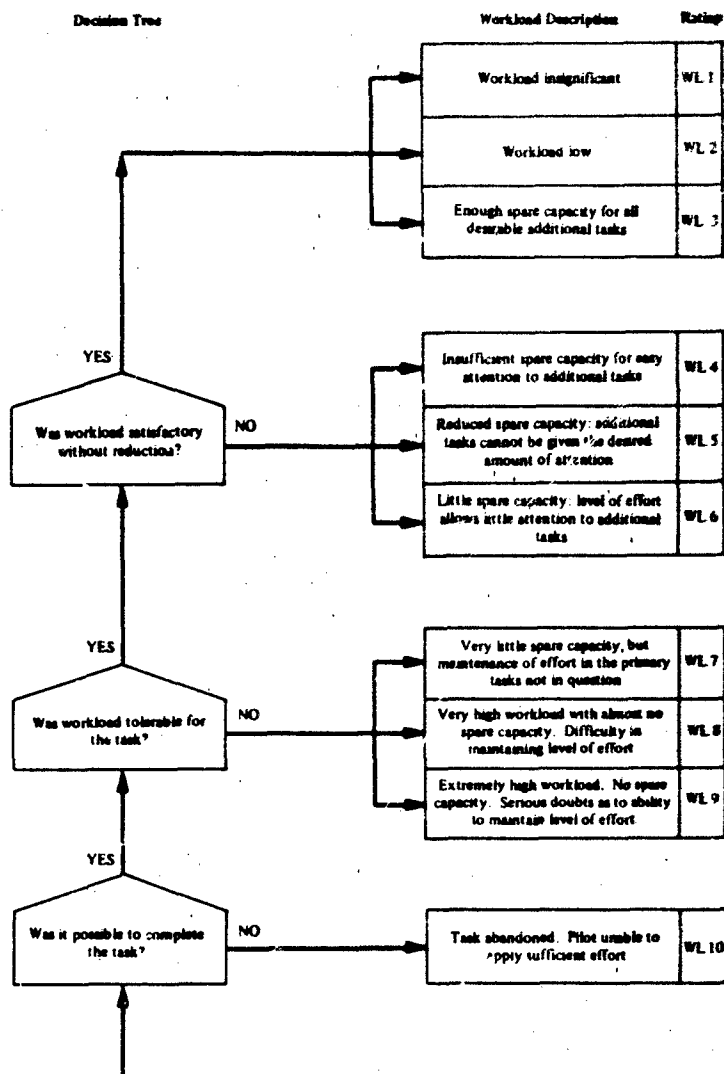 Decision Tree
Workload Description
Rating
Workload insignificant
WL 1
Workload low
WL 2
Enough spare capacity for all
desirable additional tasks
WL 3
YES
Was workload satisfactory
without reduction?
NO
Insufficient spare capacity for easy
attention to additional tasks
WL 4
Reduced spare capacity: additional
tasks cannot be given the desired
amount of attention
WL 5
Little spare capacity: level of effort
allows little attention to additional
tasks
WL 6
YES
Was workload tolerable for
the task?
NO
Very little spare capacity, but
maintenance of effort in the primary
tasks not in question
WL 7
Very high workload with almost no
spare capacity. Difficulty in
maintaining level of effort
WL 8
Extremely high workload. No spare
capacity. Serious doubts as to ability
to maintain level of effort
WL 9
YES
Was it possible to complete
the task?
NO
Task abandoned. Pilot unable to
apply sufficient effort
WL 10